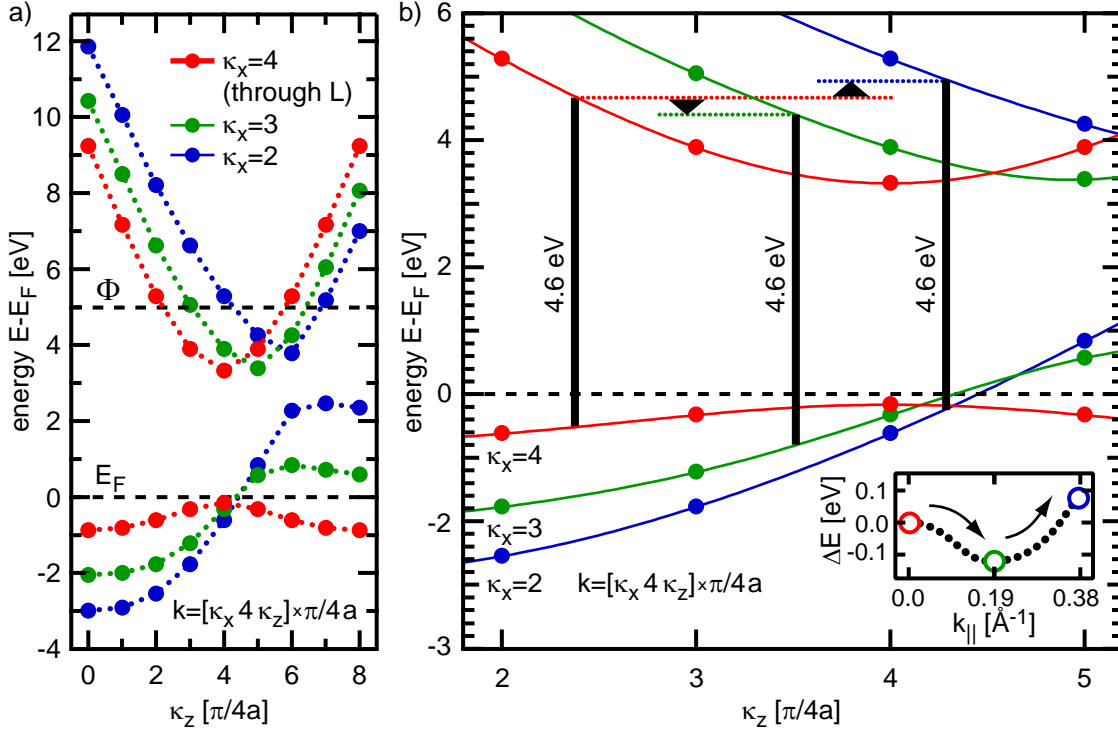 a)
energy E-E_F [eV]
12
10
8
6
4
2
0
-2
-4
κ_x=4
(through L)
κ_x=3
κ_x=2
Φ
E_F
k=[κ_x 4 κ_z]×π/4a
0
2
4
6
8
κ_z [π/4a]
b)
energy E-E_F [eV]
6
4
2
0
-2
-3
4.6 eV
4.6 eV
4.6 eV
κ_x=4
κ_x=3
κ_x=2
k=[κ_x 4 κ_z]×π/4a
ΔE [eV]
0.1
0.0
-0.1
0.0
0.19
0.38
k_|| [Å⁻¹]
2
3
4
5
κ_z [π/4a]